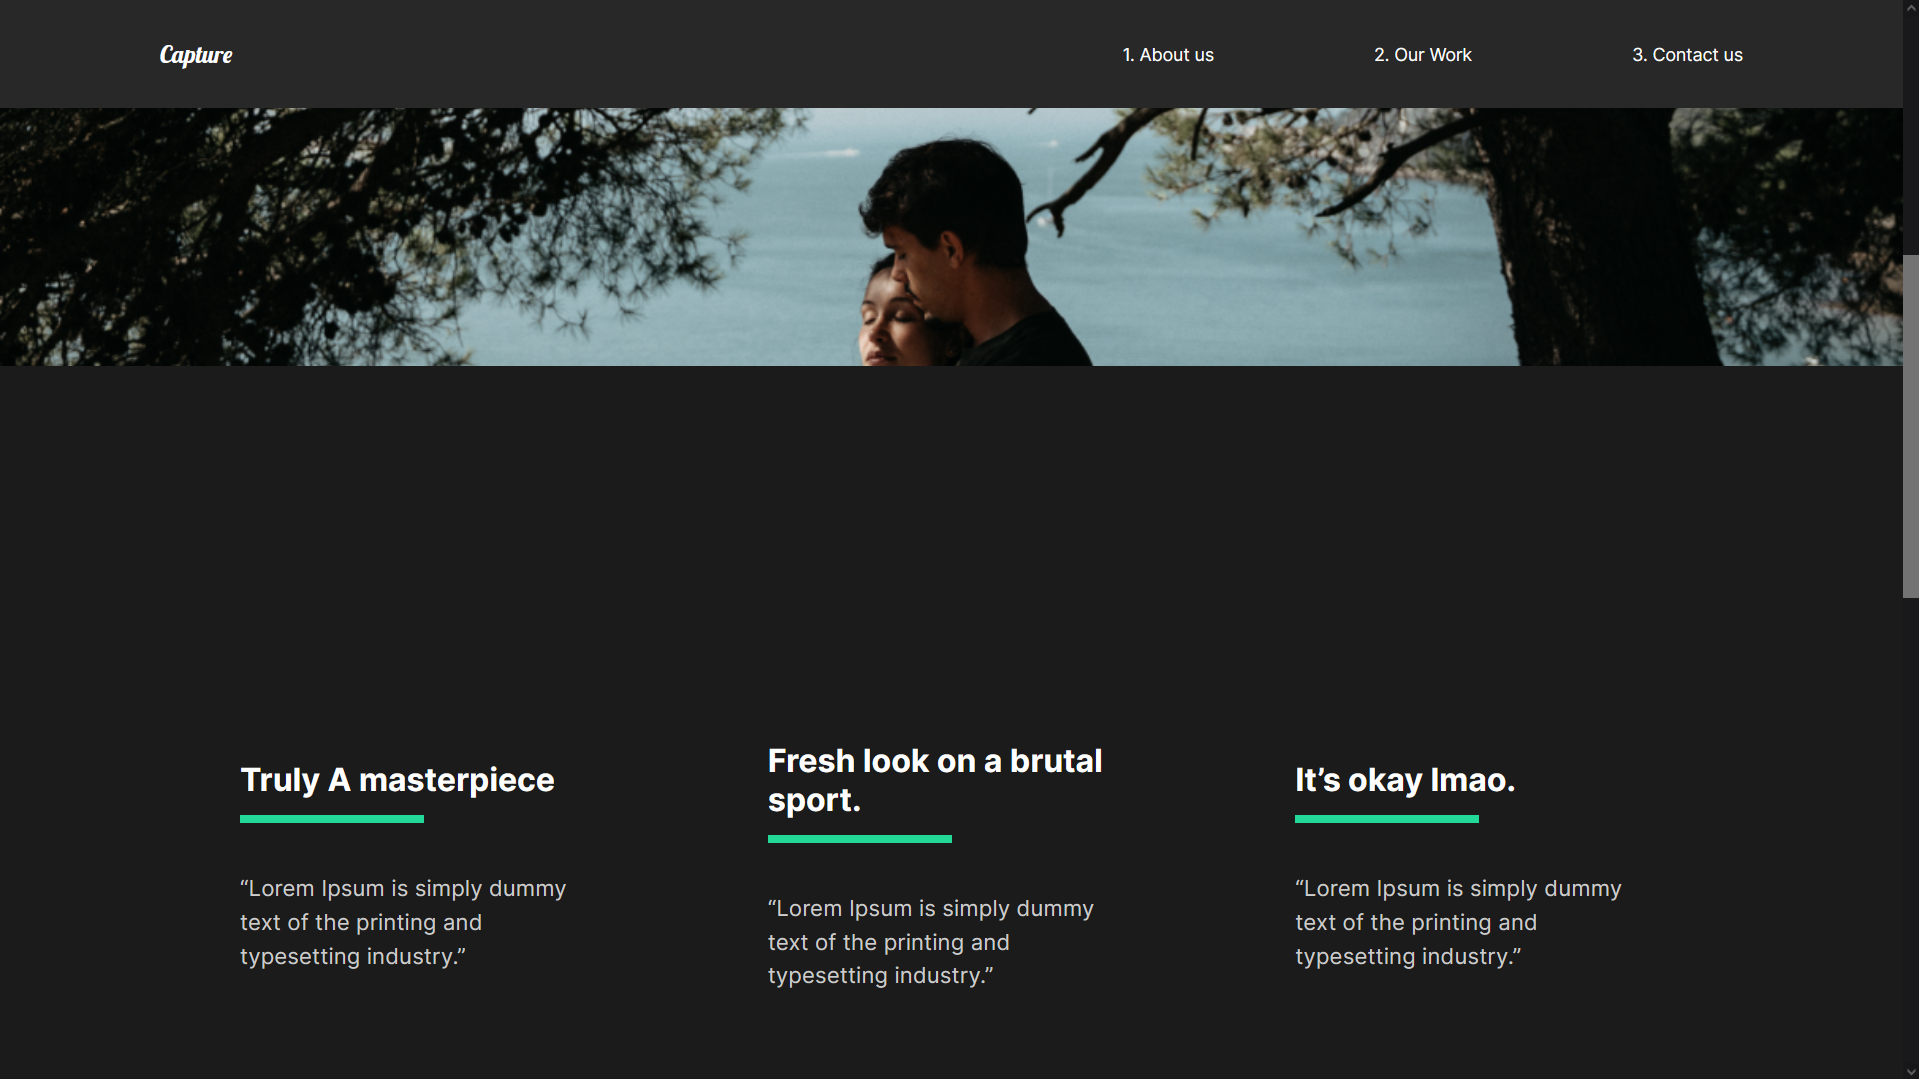 Capture
1. About us
2. Our Work
3. Contact us
Truly A masterpiece
“Lorem Ipsum is simply dummy
text of the printing and
typesetting industry.”
Fresh look on a brutal
sport.
“Lorem Ipsum is simply dummy
text of the printing and
typesetting industry.”
It’s okay lmao.
“Lorem Ipsum is simply dummy
text of the printing and
typesetting industry.”